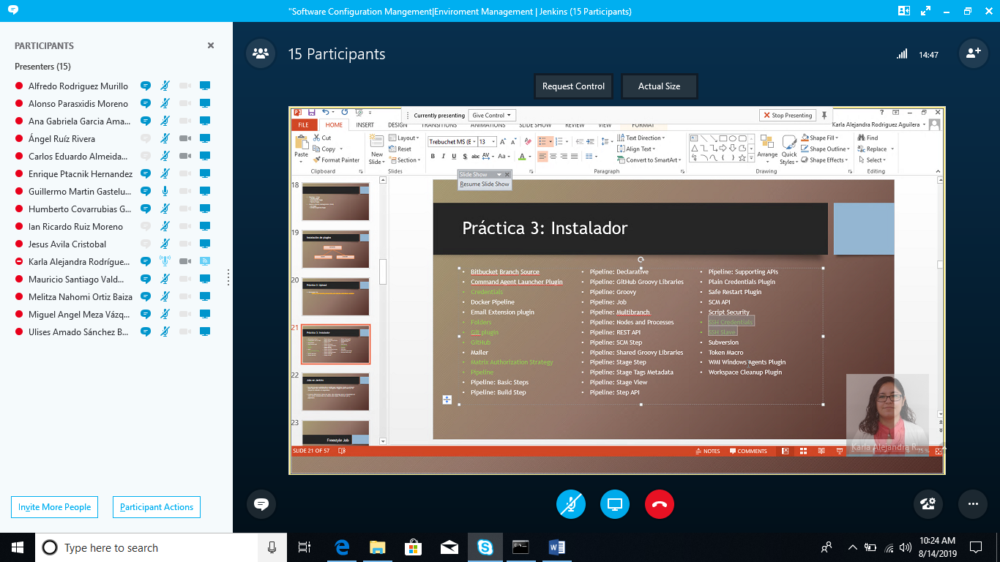 "Software Configuration Mangement|Enviroment Management | Jenkins (15 Participants)
PARTICIPANTS
Presenters (15)
Alfredo Rodriguez Murillo
Alonso Parasxidis Moreno
Ana Gabriela Garcia Ama...
Ángel Ruíz Rivera
Carlos Eduardo Almeida...
Enrique Ptacnik Hernandez
Guillermo Martin Gastelu...
Humberto Covarrubias G...
Ian Ricardo Ruiz Moreno
Jesus Avila Cristobal
Karla Alejandra Rodrígue...
Mauricio Santiago Vald...
Melitza Nahomi Ortiz Baiza
Miguel Angel Meza Vázq...
Ulises Amado Sánchez B...
Invite More People
Participant Actions
15 Participants
14:47
Request Control
Actual Size
Currently presenting
Give Control
Stop Presenting
FILE
HOME
INSERT
DESIGN
TRANSITIONS
ANIMATIONS
SLIDE SHOW
REVIEW
VIEW
FORMAT
Karla Alejandra Rodriguez Aguilera
Paste
Cut
Copy
Format Painter
Clipboard
New
Slide
Layout
Reset
Section
Slides
Trebuchet MS (E
13
Text Direction
Align Text
Convert to SmartArt
Paragraph
Arrange
Quick
Styles
Shape Fill
Shape Outline
Shape Effects
Drawing
Find
Replace
Select
Editing
Slide Show
Resume Slide Show
18
19
Instalación de plugins
20
Práctica 2: Upload
21
Práctica 3: Instalador
22
Jobs en Jenkins
23
Freestyle Job
Práctica 3: Instalador
Bitbucket Branch Source
Command Agent Launcher Plugin
Credentials
Docker Pipeline
Email Extension plugin
Folders
Git plugin
GitHub
Mailer
Matrix Authorization Strategy
Pipeline
Pipeline: Basic Steps
Pipeline: Build Step
Pipeline: Declarative
Pipeline: GitHub Groovy Libraries
Pipeline: Groovy
Pipeline: Job
Pipeline: Multibranch
Pipeline: Nodes and Processes
Pipeline: REST API
Pipeline: SCM Step
Pipeline: Shared Groovy Libraries
Pipeline: Stage Step
Pipeline: Stage Tags Metadata
Pipeline: Stage View
Pipeline: Step API
Pipeline: Supporting APIs
Plain Credentials Plugin
Safe Restart Plugin
SCM API
Script Security
SSH Credentials
SSH Slave
Subversion
Token Macro
WMI Windows Agents Plugin
Workspace Cleanup Plugin
Karla Alejandra R...
SLIDE 21 OF 57
NOTES
COMMENTS
75 %
Type here to search
10:24 AM
8/14/2019